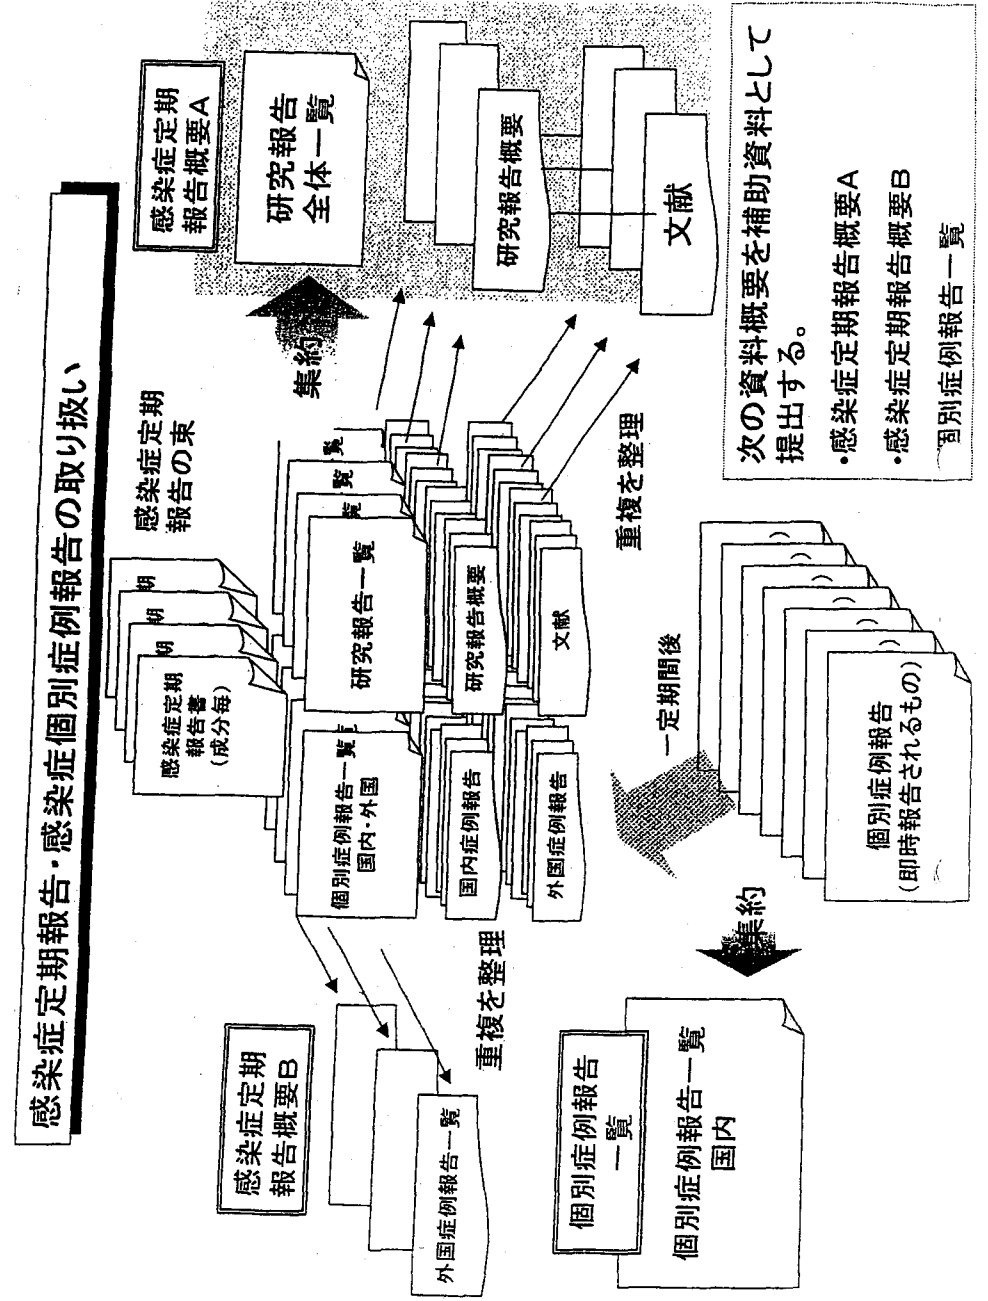 感染症定期報告・感染症個別症例報告の取り扱い
感染症定期
報告概要B
外国症例報告一覧
重複を整理
感染症定期
報告書
(成分毎)
期
期
期
感染症定期
報告の束
個別症例報告一覧
国内・外国
覧
国内症例報告
外国症例報告
研究報告一覧
覧
覧
覧
研究報告概要
文献
集約
重複を整理
感染症定期
報告概要A
研究報告
全体一覧
研究報告概要
文献
個別症例報告
一覧
個別症例報告一覧
国内
集約
一定期間後
個別症例報告
(即時報告されるもの)
)
)
)
)
)
次の資料概要を補助資料として
提出する。
・感染症定期報告概要A
・感染症定期報告概要B
個別症例報告一覧